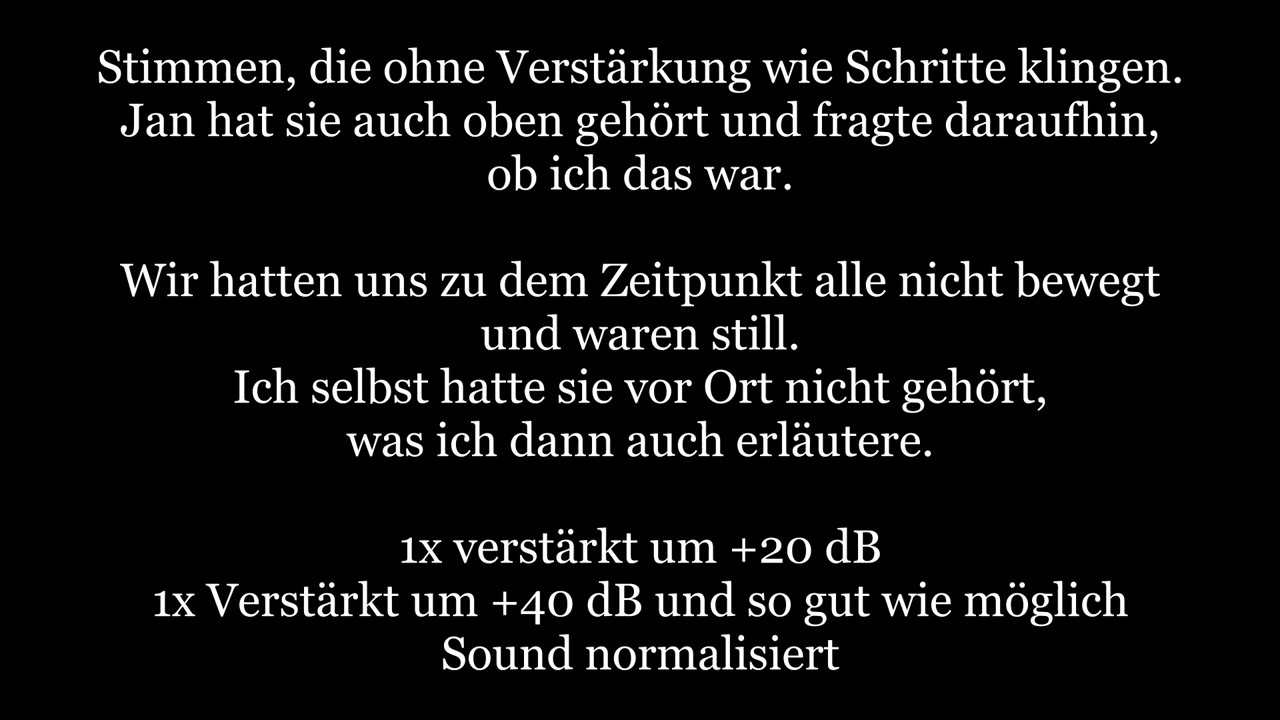 Stimmen, die ohne Verstärkung wie Schritte klingen.
Jan hat sie auch oben gehört und fragte daraufhin,
ob ich das war.
Wir hatten uns zu dem Zeitpunkt alle nicht bewegt
und waren still.
Ich selbst hatte sie vor Ort nicht gehört,
was ich dann auch erläutere.
1x verstärkt um +20 dB
1x Verstärkt um +40 dB und so gut wie möglich
Sound normalisiert